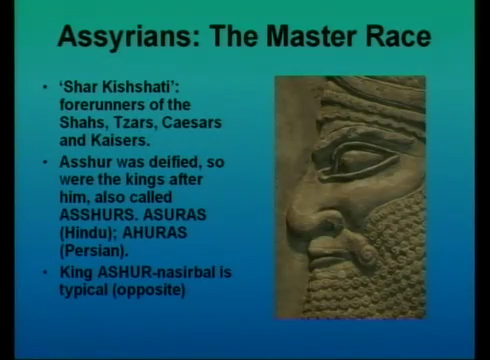 Assyrians: The Master Race
• 'Shar Kishshati':
forerunners of the
Shahs, Tzars, Caesars
and Kaisers.
• Asshur was deified, so
were the kings after
him, also called
ASSHURS. ASURAS
(Hindu); AHURAS
(Persian).
• King ASHUR-nasirbal is
typical (opposite)